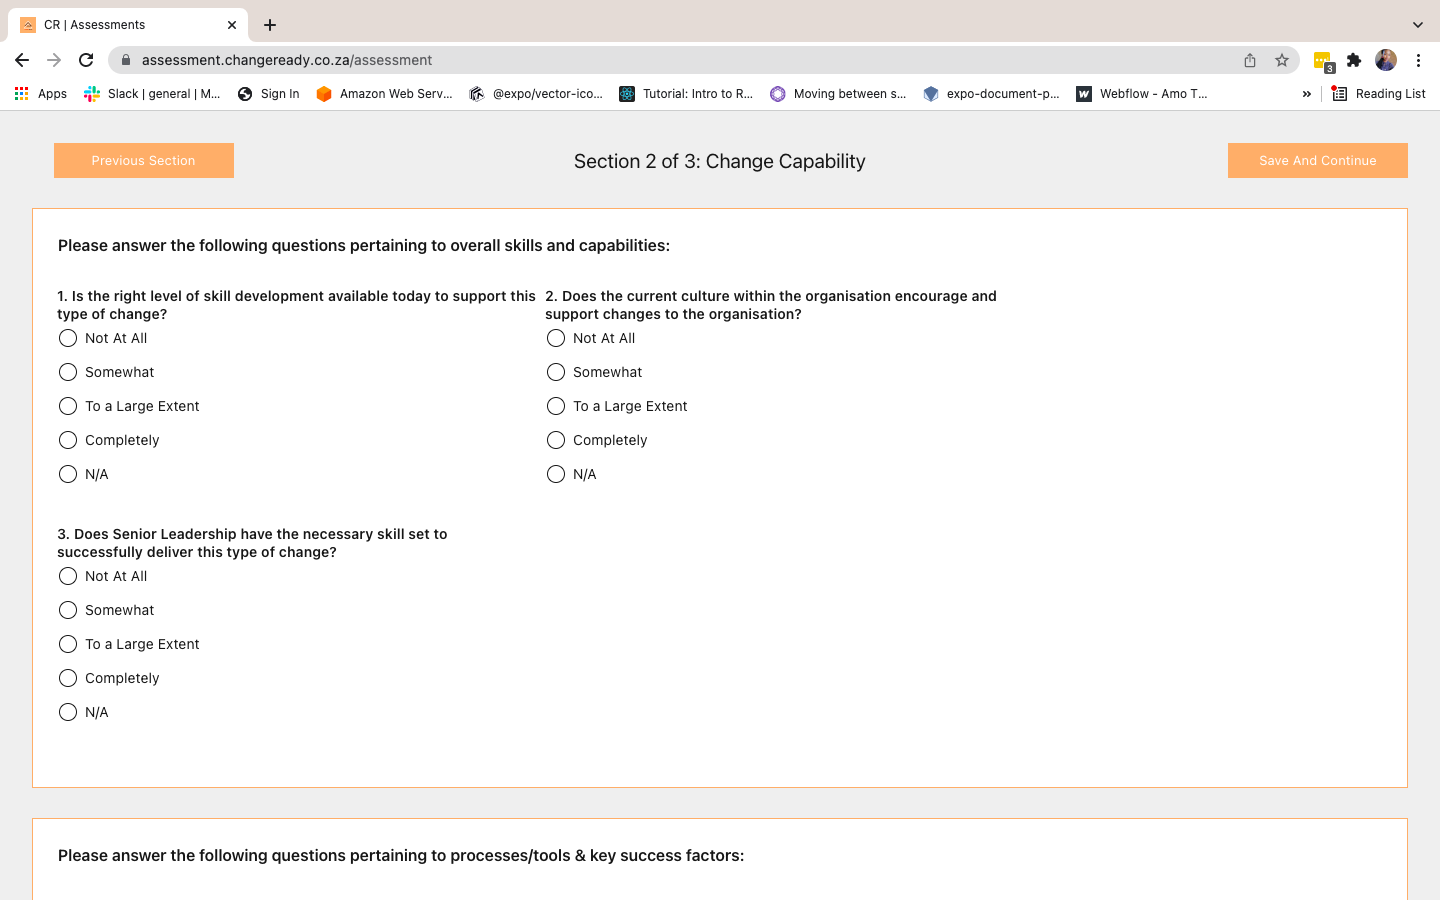 CR | Assessments
assessment.changeready.co.za/assessment
3
Apps
Slack | general | M...
Sign In
Amazon Web Serv...
@expo/vector-ico...
Tutorial: Intro to R...
Moving between s...
expo-document-p...
Webflow - Amo T...
»
Reading List
Previous Section
Section 2 of 3: Change Capability
Save And Continue
Please answer the following questions pertaining to overall skills and capabilities:
1. Is the right level of skill development available today to support this
type of change?
Not At All
Somewhat
To a Large Extent
Completely
N/A
2. Does the current culture within the organisation encourage and
support changes to the organisation?
Not At All
Somewhat
To a Large Extent
Completely
N/A
3. Does Senior Leadership have the necessary skill set to
successfully deliver this type of change?
Not At All
Somewhat
To a Large Extent
Completely
N/A
Please answer the following questions pertaining to processes/tools & key success factors: